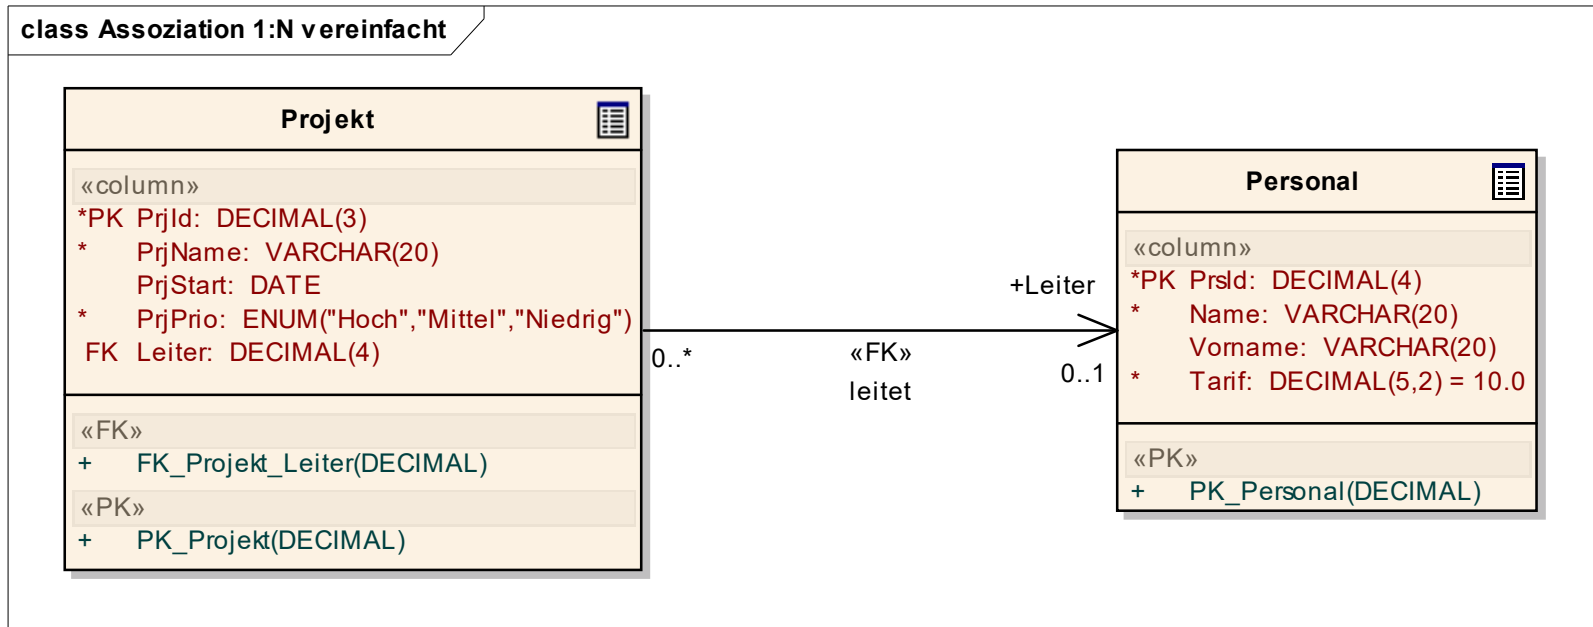 class Assoziation 1:N vereinfacht
Projekt
«column»
*PK PrjId: DECIMAL(3)
* PrjName: VARCHAR(20)
PrjStart: DATE
* PrjPrio: ENUM("Hoch","Mittel","Niedrig")
FK Leiter: DECIMAL(4)
«FK»
+ FK_Projekt_Leiter(DECIMAL)
«PK»
+ PK_Projekt(DECIMAL)
+Leiter
0..*
«FK»
leitet
0..1
Personal
«column»
*PK PrsId: DECIMAL(4)
* Name: VARCHAR(20)
Vorname: VARCHAR(20)
* Tarif: DECIMAL(5,2) = 10.0
«PK»
+ PK_Personal(DECIMAL)